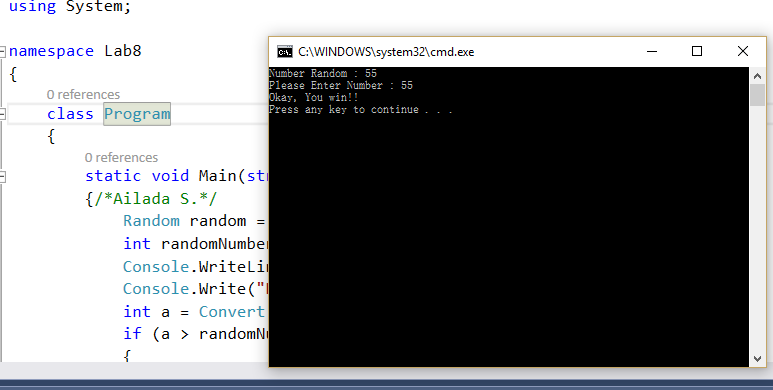 using System;
namespace Lab8
{
0 references
class Program
{
0 references
static void Main(str
{/*Ailada S.*/
Random random =
int randomNumber
Console.WriteLin
Console.Write("
int a = Convert
if (a > randomNu
{
C:\WINDOWS\system32\cmd.exe
Number Random : 55
Please Enter Number : 55
Okay, You win!!
Press any key to continue . . .